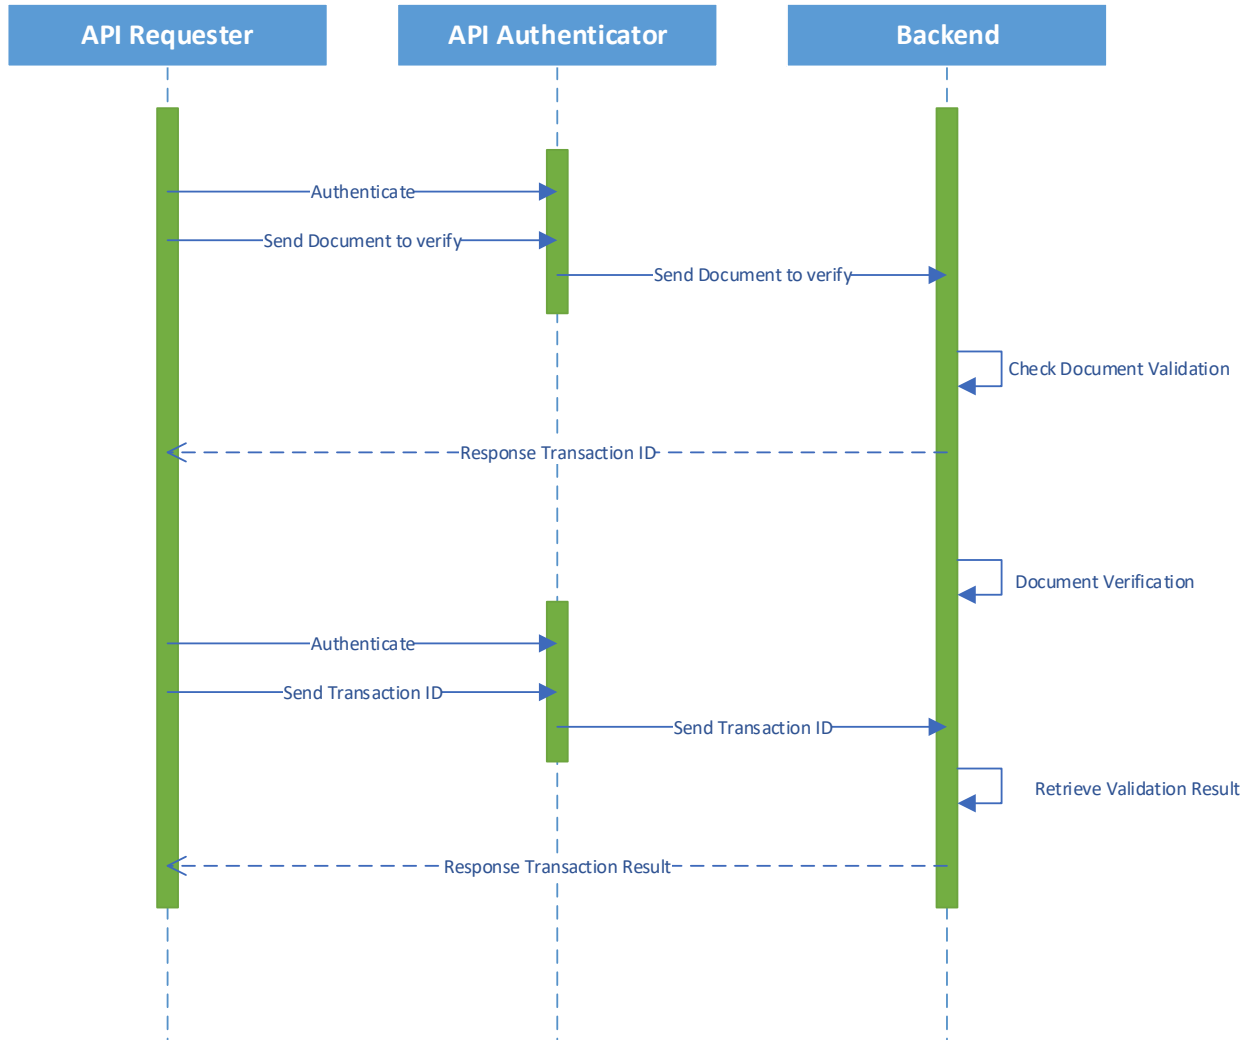 API Requester
API Authenticator
Backend
Authenticate
Send Document to verify
Send Document to verify
Check Document Validation
Response Transaction ID
Document Verification
Authenticate
Send Transaction ID
Send Transaction ID
Retrieve Validation Result
Response Transaction Result